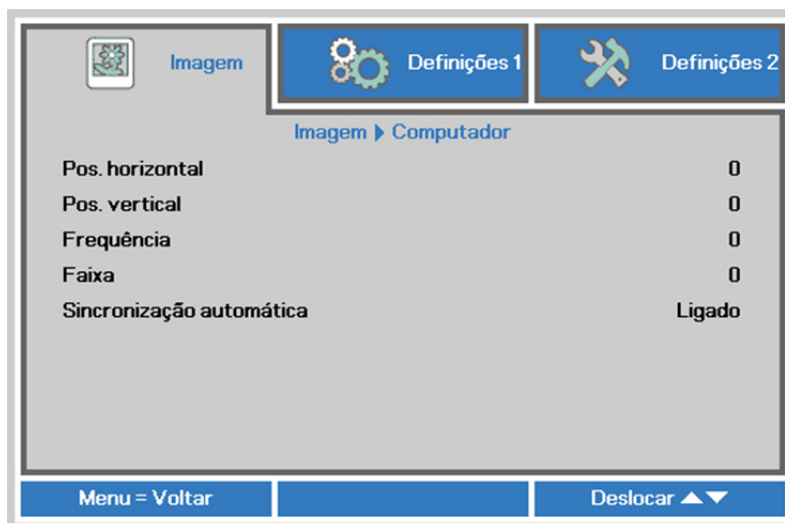 Imagem Definições 1 Definições 2
Imagem ▶ Computador
Pos. horizontal 0
Pos. vertical 0
Frequência 0
Faixa 0
Sincronização automática Ligado
Menu = Voltar Deslocar ▲▼